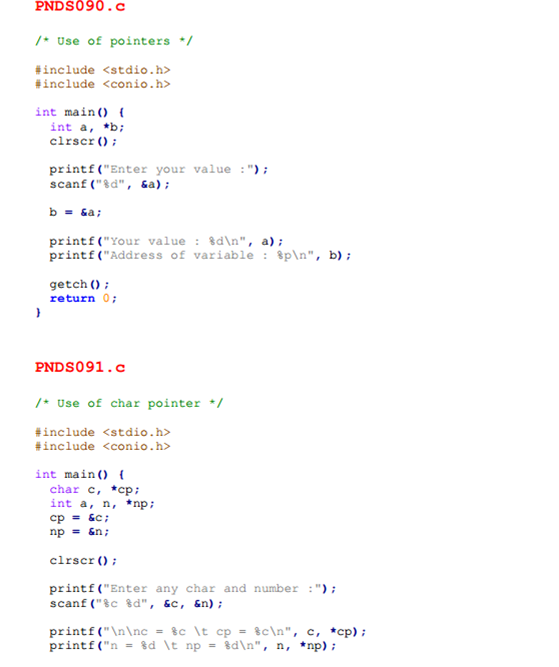 PNDS090.c
/* Use of pointers */
#include <stdio.h>
#include <conio.h>
int main() {
int a, *b;
clrscr();
printf("Enter your value :");
scanf("%d", &a);
b = &a;
printf("Your value : %d\n", a);
printf("Address of variable : %p\n", b);
getch();
return 0;
}
PNDS091.c
/* Use of char pointer */
#include <stdio.h>
#include <conio.h>
int main() {
char c, *cp;
int a, n, *np;
cp = &c;
np = &n;
clrscr();
printf("Enter any char and number :");
scanf("%c %d", &c, &n);
printf("\n\nc = %c \t cp = %c\n", c, *cp);
printf("n = %d \t np = %d\n", n, *np);